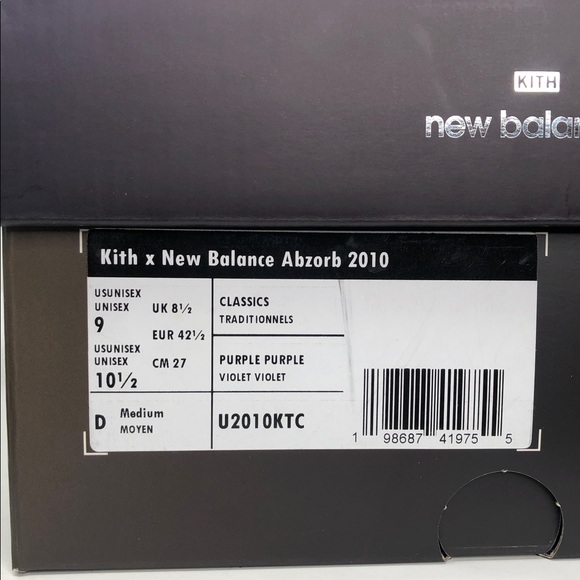 KITH
new balan
Kith x New Balance Abzorb 2010
USUNISEX
UNISEX
9
USUNISEX
UNISEX
10½
UK 8½
EUR 42½
CM 27
CLASSICS
TRADITIONNELS
PURPLE PURPLE
VIOLET VIOLET
D Medium
MOYEN
U2010KTC
1 98687 41975 5